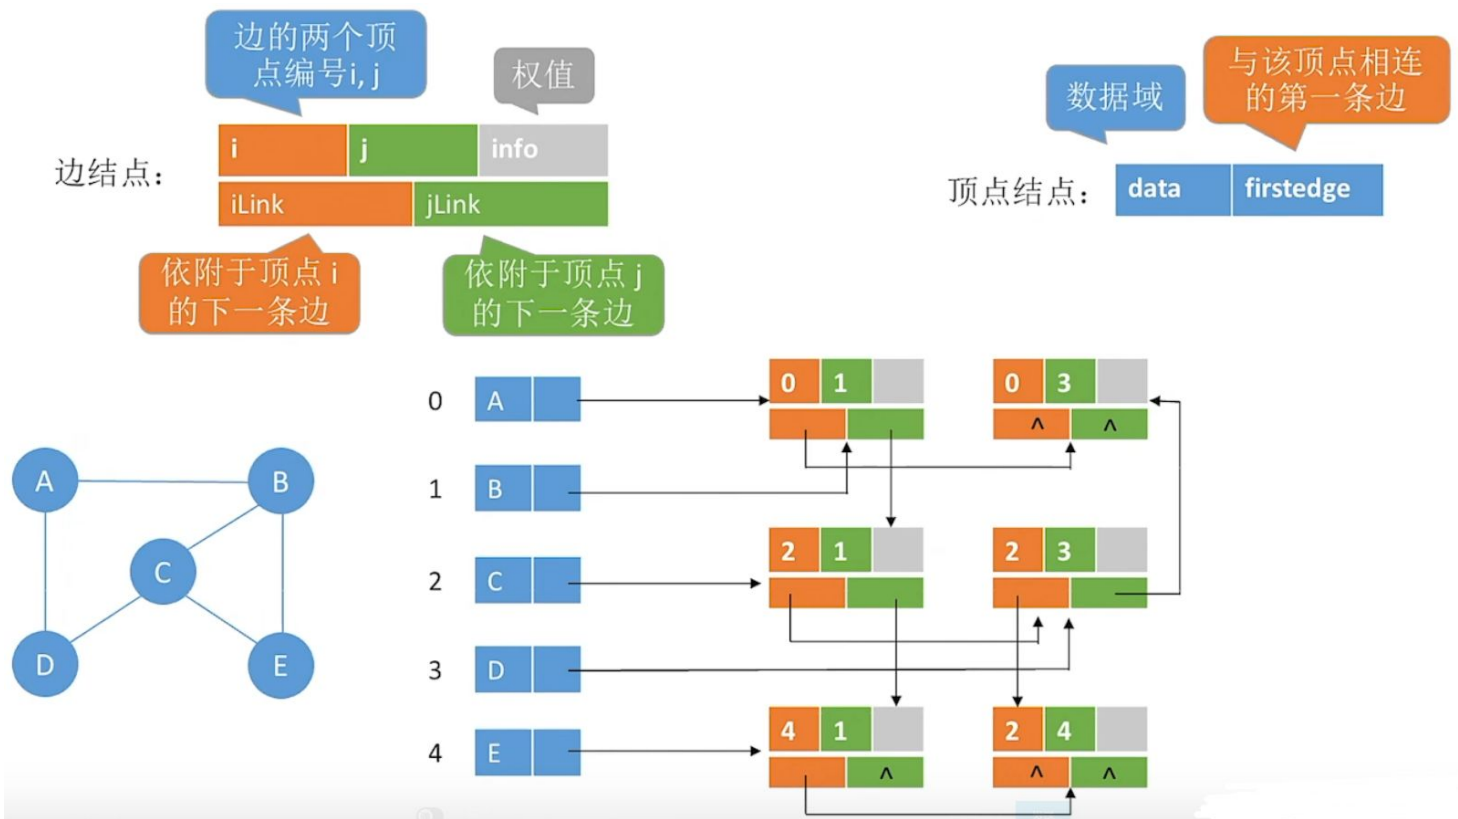 边的两个顶
点编号i, j
权值
数据域
与该顶点相连
的第一条边
边结点：
i j info
iLink jLink
顶点结点：
data firstedge
依附于顶点 i
的下一条边
依附于顶点 j
的下一条边
0 A
0 1
^ ^
0 3
1 B
2 C
2 1
2 3
3 D
4 E
4 1
^
2 4
^ ^
A
B
C
D
E